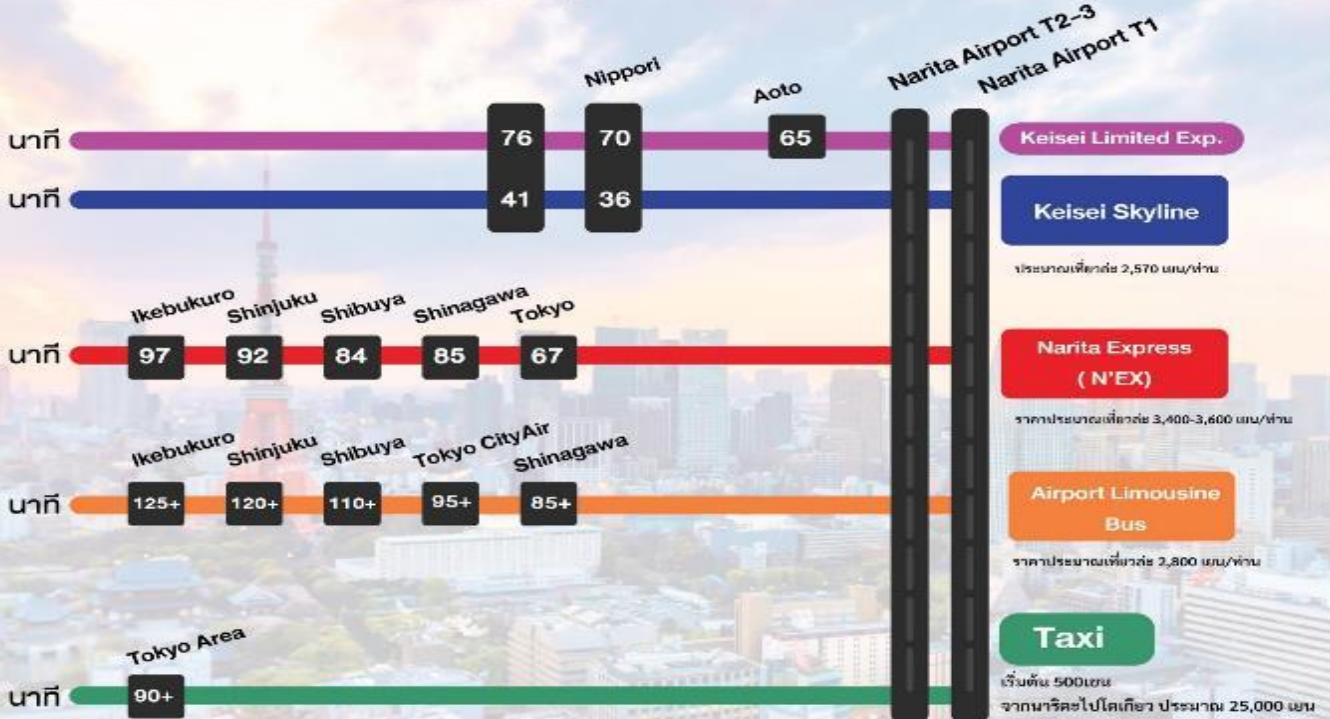 Narita Airport T2-3
Narita Airport T1
Nippori
Aoto
นาที
76
70
65
Keisei Limited Exp.
นาที
41
36
Keisei Skyline
ประมาณเที่ยวล่ะ 2,570 เยน/ท่าน
Ikebukuro
Shinjuku
Shibuya
Shinagawa
Tokyo
นาที
97
92
84
85
67
Narita Express
( N'EX)
ราคาประมาณเที่ยวล่ะ 3,400-3,600 เยน/ท่าน
Ikebukuro
Shinjuku
Shibuya
Tokyo CityAir
Shinagawa
นาที
125+
120+
110+
95+
85+
Airport Limousine
Bus
ราคาประมาณเที่ยวล่ะ 2,800 เยน/ท่าน
Tokyo Area
นาที
90+
Taxi
เริ่มต้น 500เยน
จากนาริตะไปโตเกียว ประมาณ 25,000 เยน